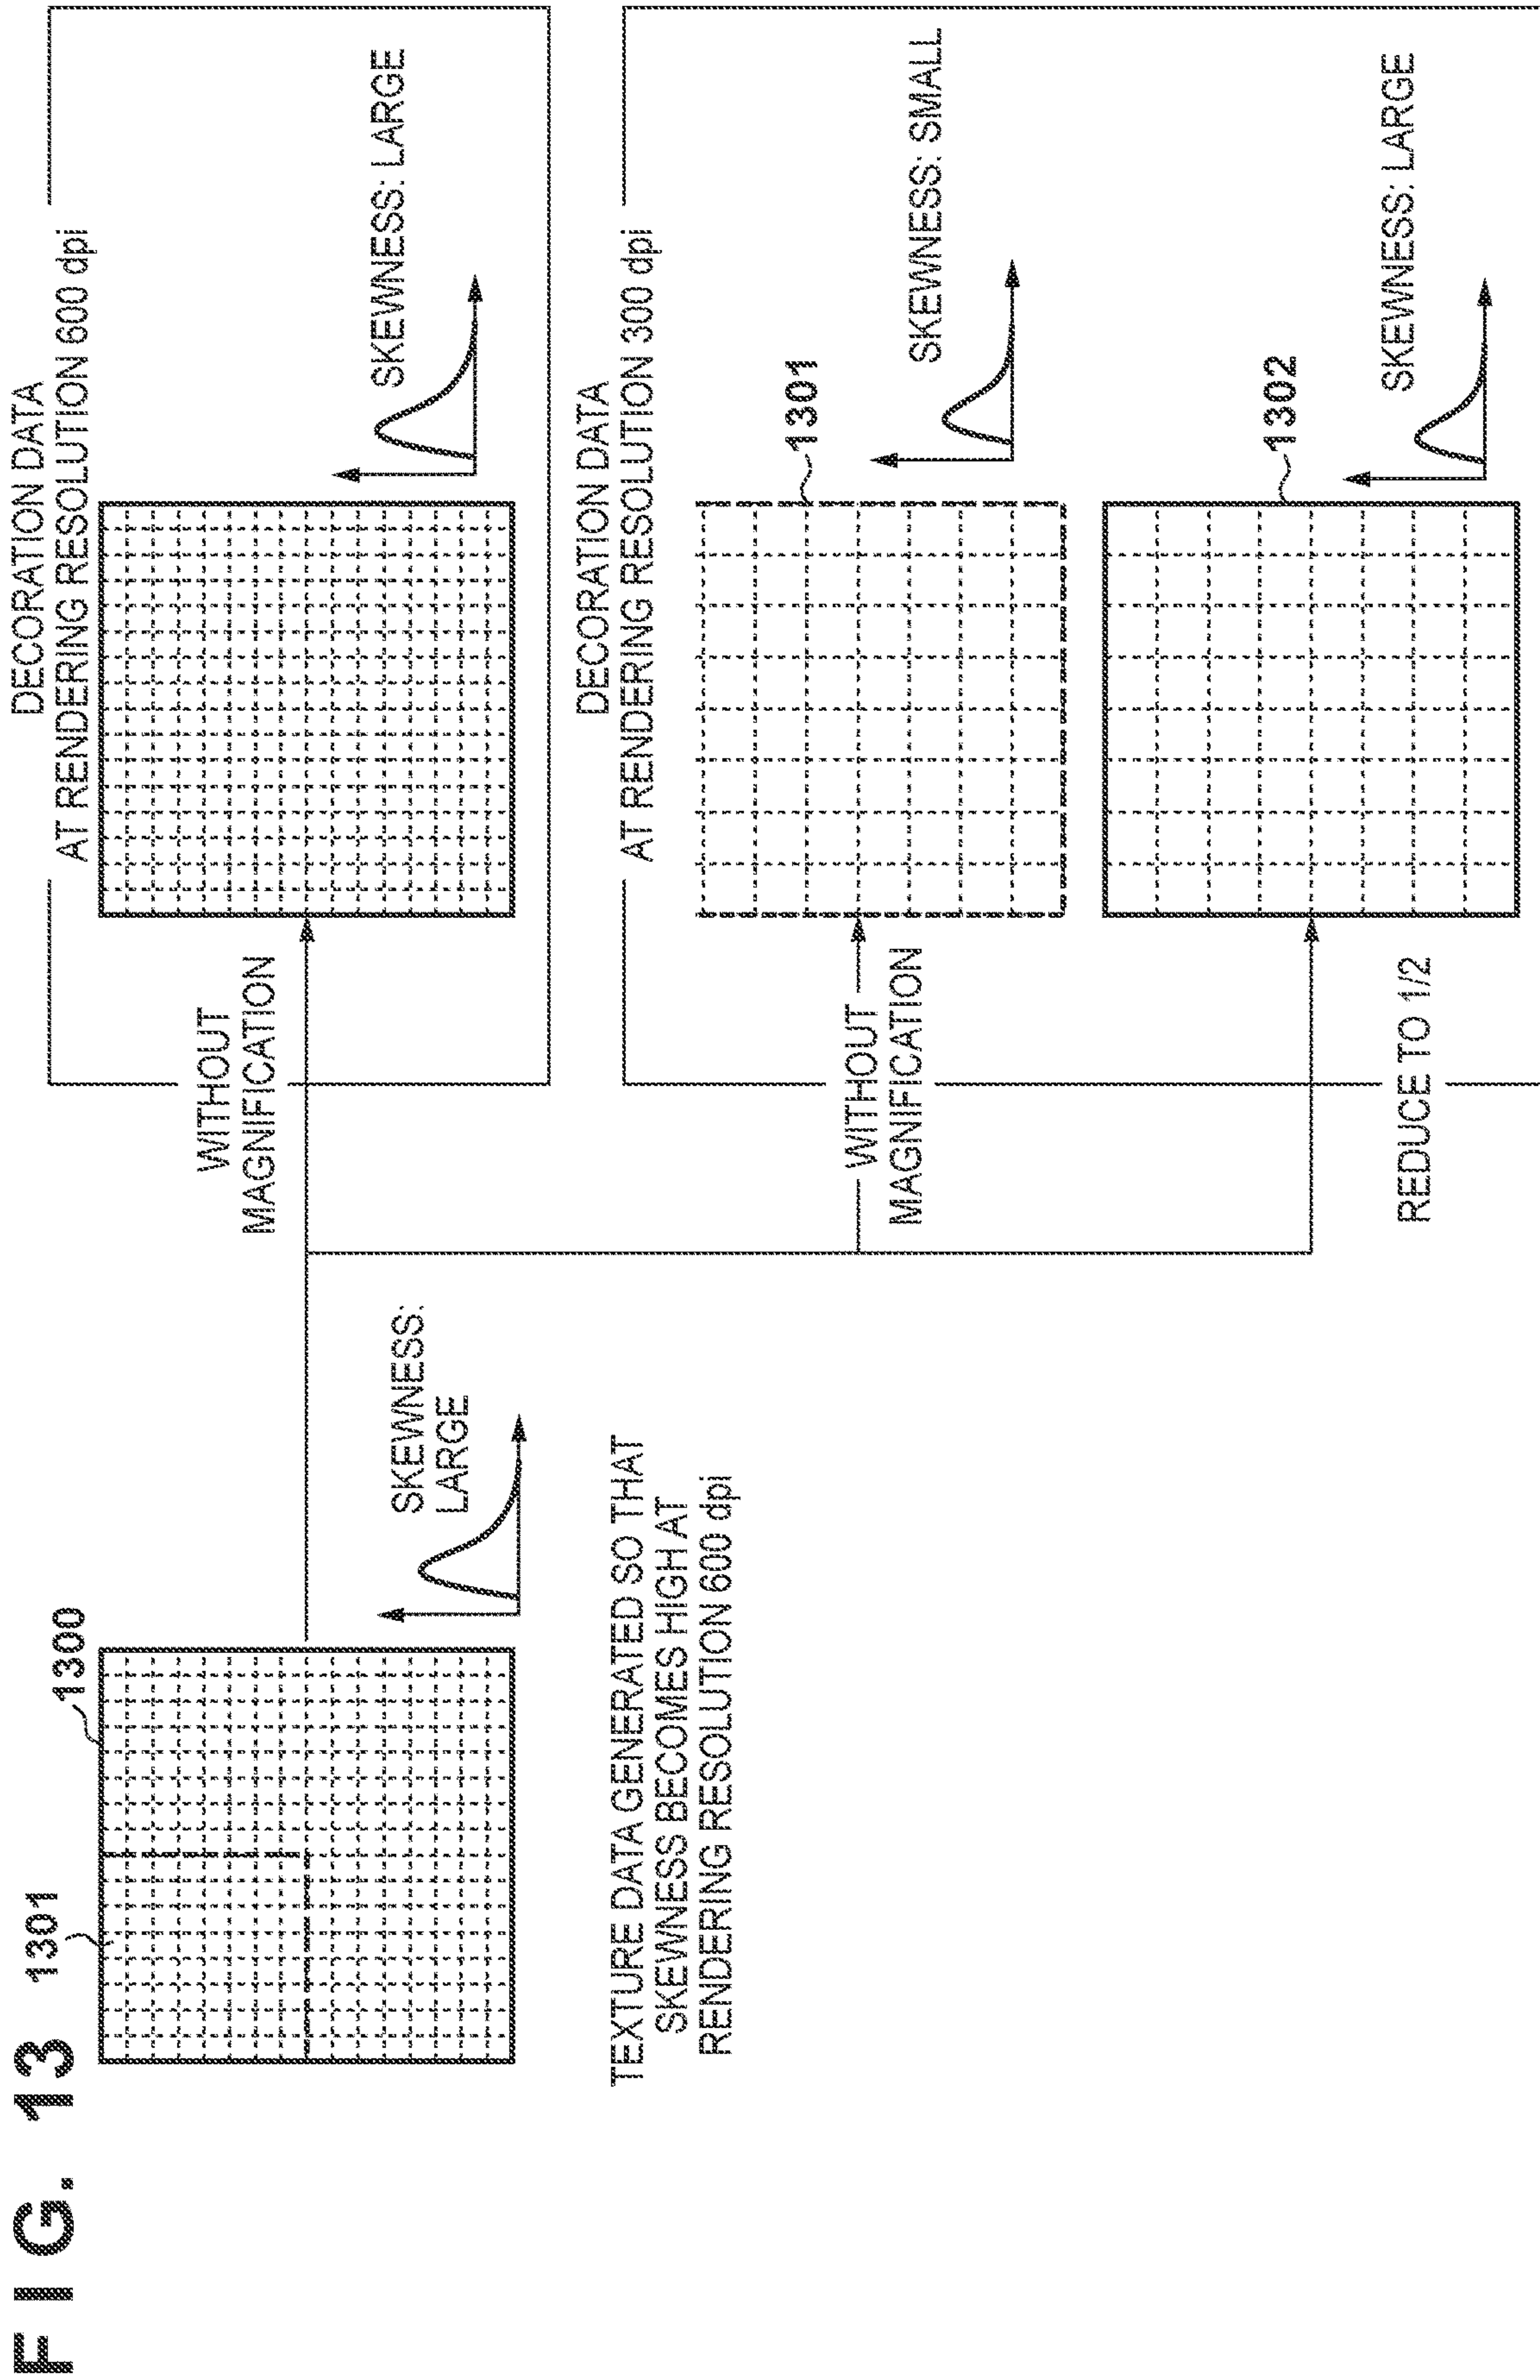 FIG. 13
1301
1300
SKEWNESS:
LARGE
TEXTURE DATA GENERATED SO THAT
SKEWNESS BECOMES HIGH AT
RENDERING RESOLUTION 600 dpi
WITHOUT
MAGNIFICATION
DECORATION DATA
AT RENDERING RESOLUTION 600 dpi
SKEWNESS: LARGE
WITHOUT
MAGNIFICATION
DECORATION DATA
AT RENDERING RESOLUTION 300 dpi
1301
SKEWNESS: SMALL
REDUCE TO 1/2
1302
SKEWNESS: LARGE